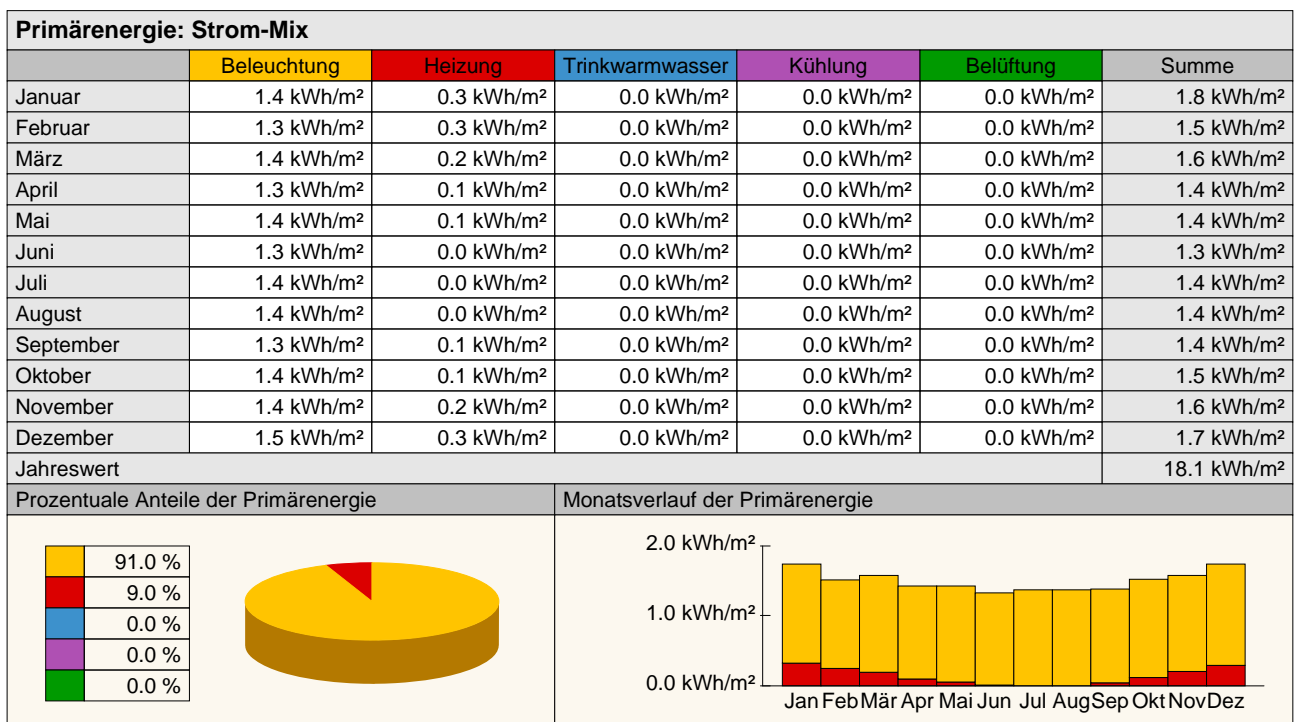 Primärenergie: Strom-Mix
Beleuchtung Heizung Trinkwarmwasser Kühlung Belüftung Summe
Januar 1.4 kWh/m² 0.3 kWh/m² 0.0 kWh/m² 0.0 kWh/m² 0.0 kWh/m² 1.8 kWh/m²
Februar 1.3 kWh/m² 0.3 kWh/m² 0.0 kWh/m² 0.0 kWh/m² 0.0 kWh/m² 1.5 kWh/m²
März 1.4 kWh/m² 0.2 kWh/m² 0.0 kWh/m² 0.0 kWh/m² 0.0 kWh/m² 1.6 kWh/m²
April 1.3 kWh/m² 0.1 kWh/m² 0.0 kWh/m² 0.0 kWh/m² 0.0 kWh/m² 1.4 kWh/m²
Mai 1.4 kWh/m² 0.1 kWh/m² 0.0 kWh/m² 0.0 kWh/m² 0.0 kWh/m² 1.4 kWh/m²
Juni 1.3 kWh/m² 0.0 kWh/m² 0.0 kWh/m² 0.0 kWh/m² 0.0 kWh/m² 1.3 kWh/m²
Juli 1.4 kWh/m² 0.0 kWh/m² 0.0 kWh/m² 0.0 kWh/m² 0.0 kWh/m² 1.4 kWh/m²
August 1.4 kWh/m² 0.0 kWh/m² 0.0 kWh/m² 0.0 kWh/m² 0.0 kWh/m² 1.4 kWh/m²
September 1.3 kWh/m² 0.1 kWh/m² 0.0 kWh/m² 0.0 kWh/m² 0.0 kWh/m² 1.4 kWh/m²
Oktober 1.4 kWh/m² 0.1 kWh/m² 0.0 kWh/m² 0.0 kWh/m² 0.0 kWh/m² 1.5 kWh/m²
November 1.4 kWh/m² 0.2 kWh/m² 0.0 kWh/m² 0.0 kWh/m² 0.0 kWh/m² 1.6 kWh/m²
Dezember 1.5 kWh/m² 0.3 kWh/m² 0.0 kWh/m² 0.0 kWh/m² 0.0 kWh/m² 1.7 kWh/m²
Jahreswert 18.1 kWh/m²
Prozentuale Anteile der Primärenergie
91.0 %
9.0 %
0.0 %
0.0 %
0.0 %
Monatsverlauf der Primärenergie
2.0 kWh/m²
1.0 kWh/m²
0.0 kWh/m²
Jan Feb Mär Apr Mai Jun Jul Aug Sep Okt Nov Dez